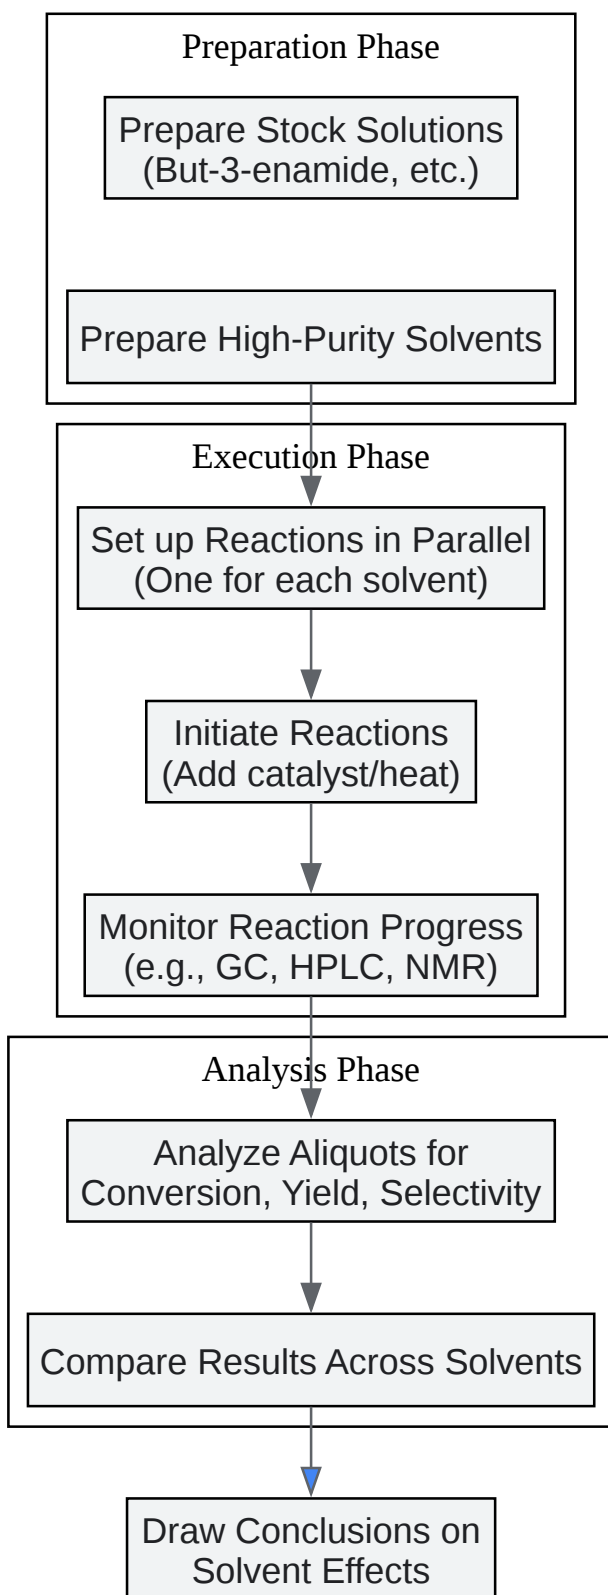 Preparation Phase
Prepare Stock Solutions
(But-3-enamide, etc.)
Prepare High-Purity Solvents
Execution Phase
Set up Reactions in Parallel
(One for each solvent)
Initiate Reactions
(Add catalyst/heat)
Monitor Reaction Progress
(e.g., GC, HPLC, NMR)
Analysis Phase
Analyze Aliquots for
Conversion, Yield, Selectivity
Compare Results Across Solvents
Draw Conclusions on
Solvent Effects